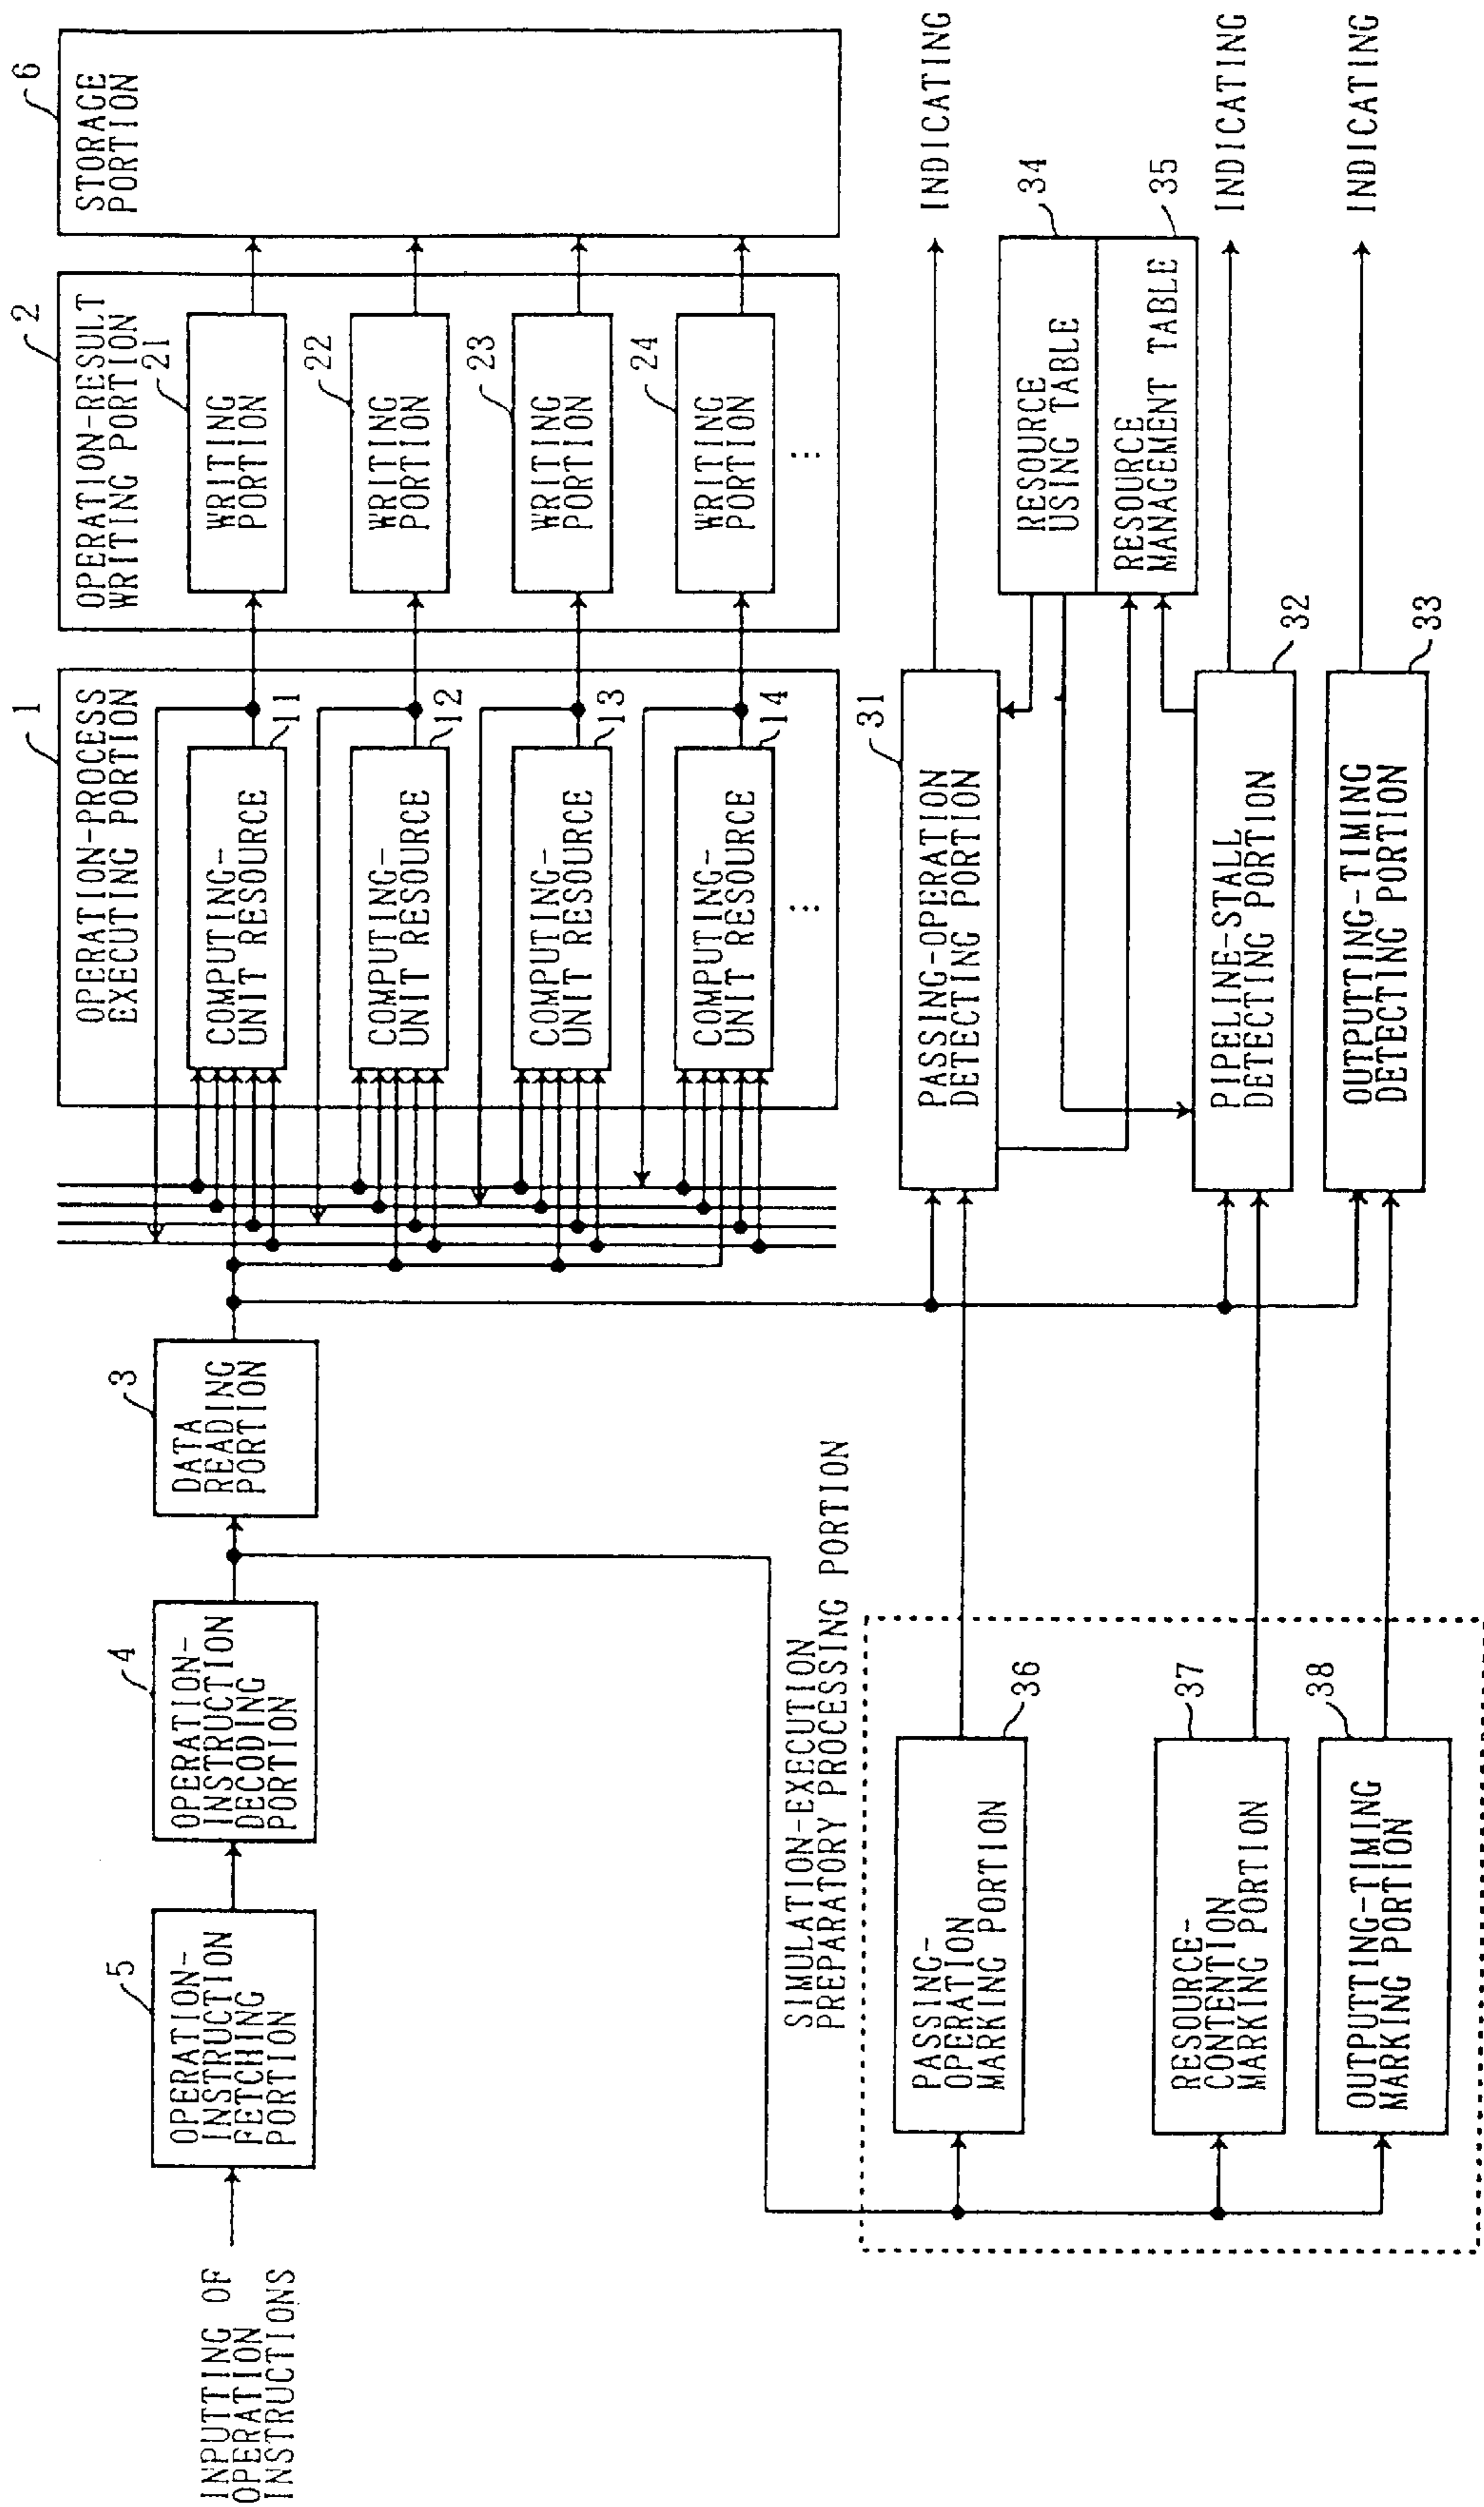 INPUTTING OF
OPERATION
INSTRUCTIONS
5
OPERATION-
INSTRUCTION
FETCHING
PORTION
4
OPERATION-
INSTRUCTION
DECODING
PORTION
3
DATA
READING
PORTION
1
OPERATION-PROCESS
EXECUTING PORTION
COMPUTING-
UNIT RESOURCE
11
COMPUTING-
UNIT RESOURCE
12
COMPUTING-
UNIT RESOURCE
13
COMPUTING-
UNIT RESOURCE
14
...
2
OPERATION-RESULT
WRITING PORTION
21
WRITING
PORTION
22
WRITING
PORTION
23
WRITING
PORTION
24
WRITING
PORTION
...
6
STORAGE
PORTION
SIMULATION-EXECUTION
PREPARATORY PROCESSING PORTION
PASSING-
OPERATION
MARKING PORTION
36
RESOURCE-
CONTENTION
MARKING PORTION
37
OUTPUTTING-TIMING
MARKING PORTION
38
31
PASSING-OPERATION
DETECTING PORTION
PIPELINE-STALL
DETECTING PORTION
32
OUTPUTTING-TIMING
DETECTING PORTION
33
RESOURCE
USING TABLE
34
RESOURCE
MANAGEMENT TABLE
35
INDICATING
INDICATING
INDICATING